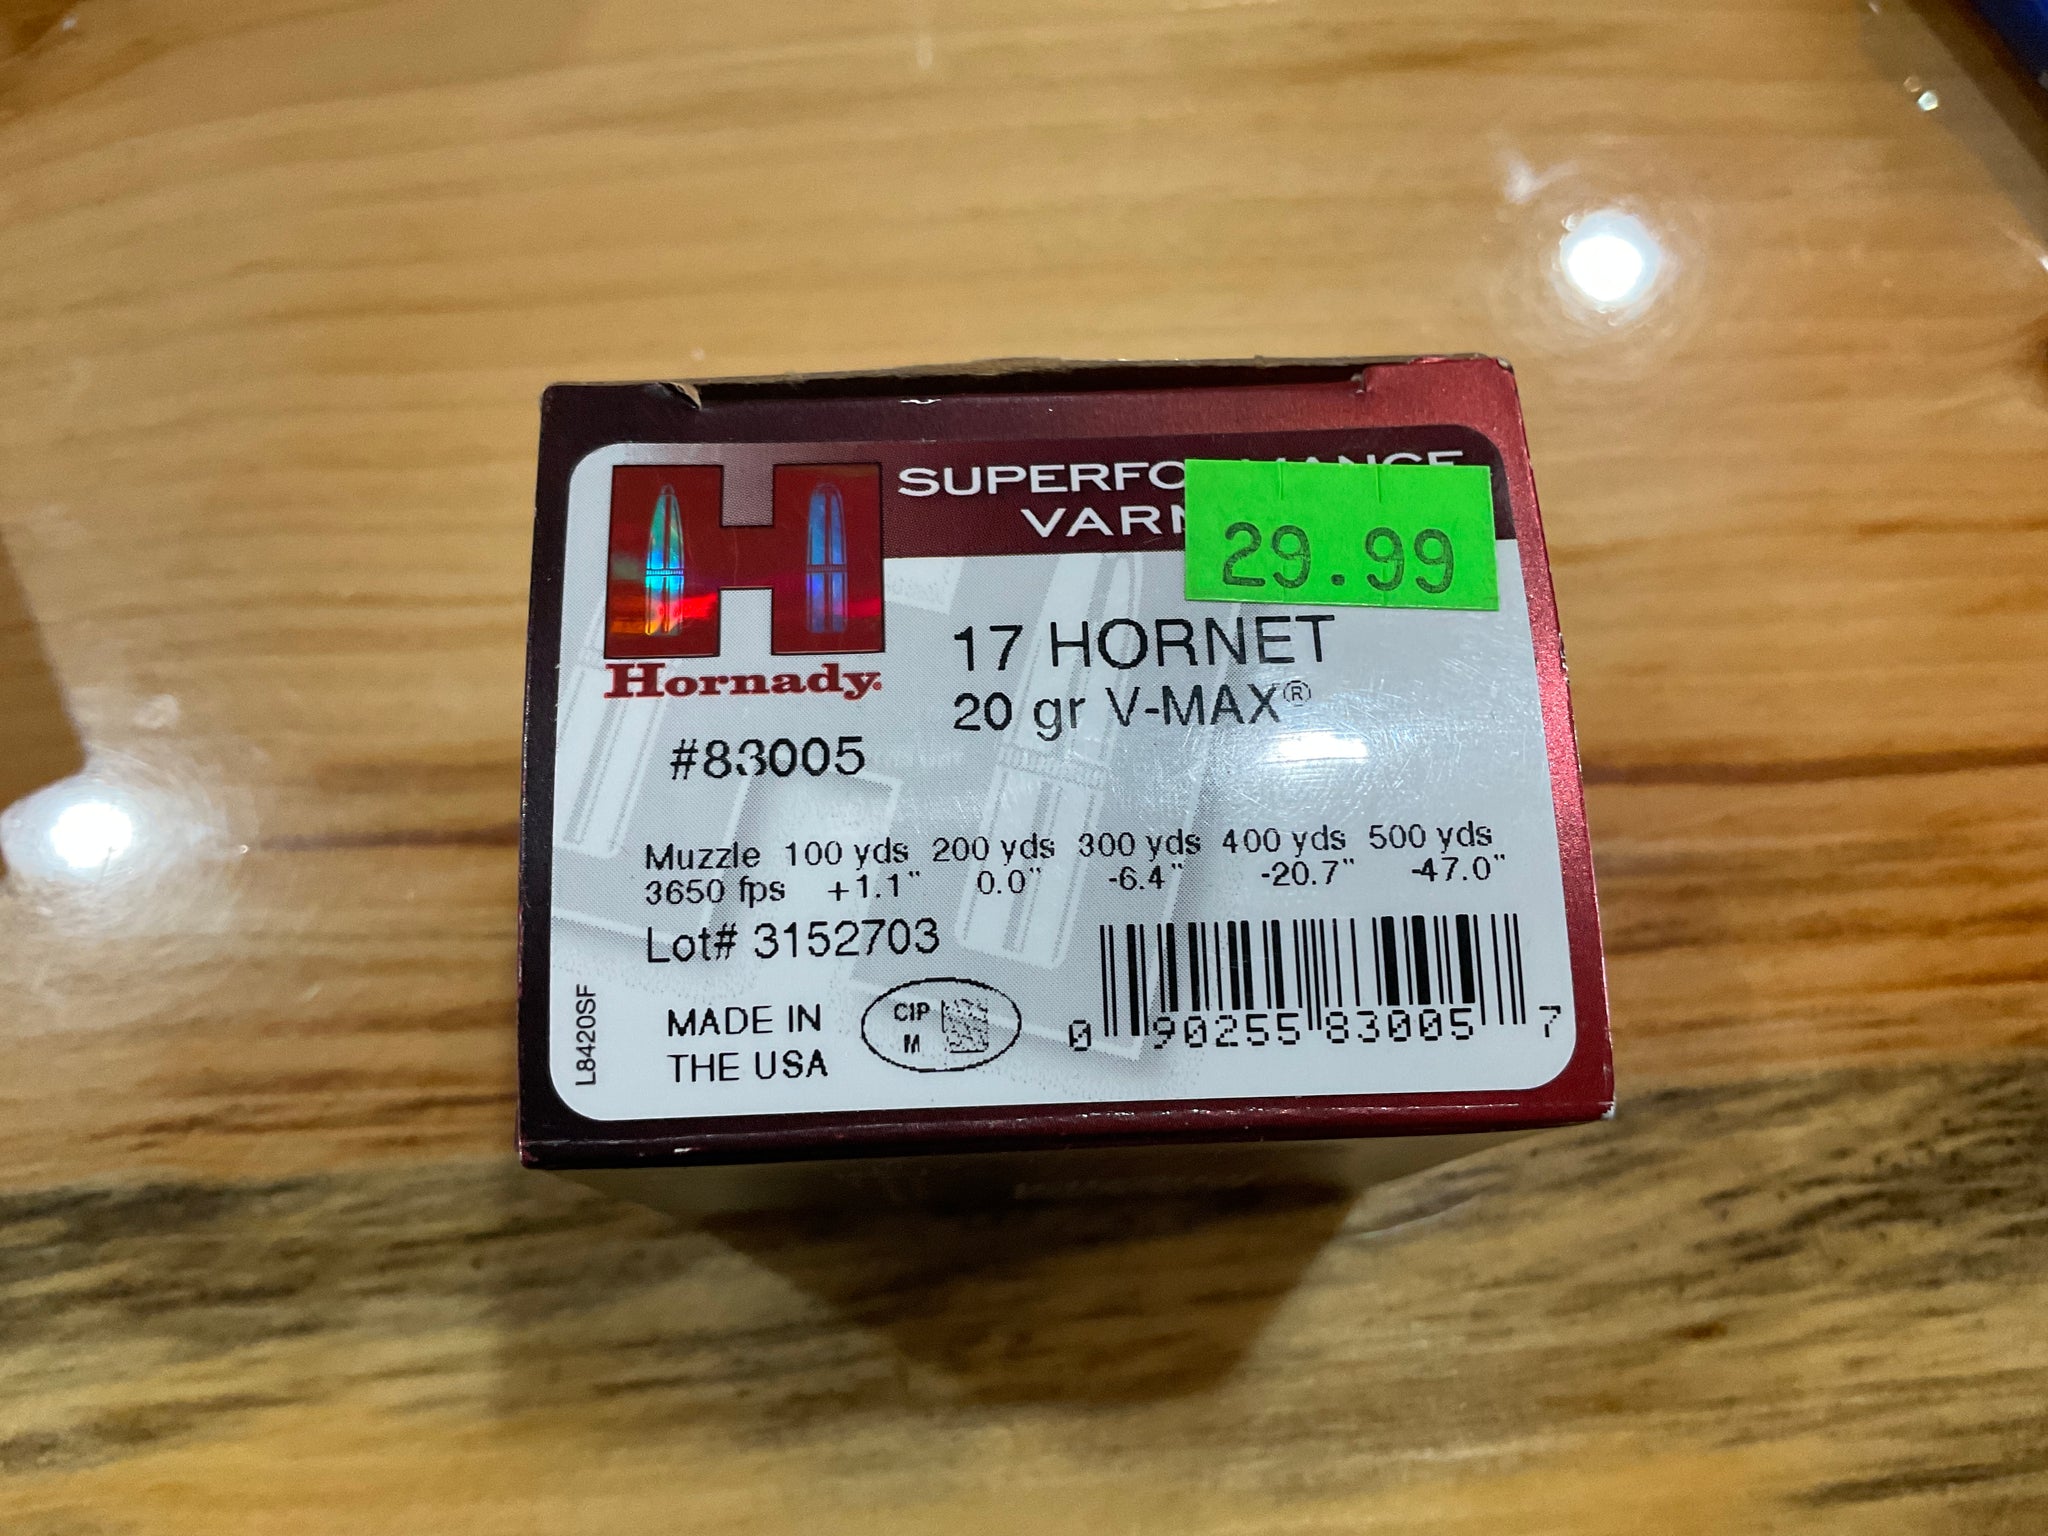 SUPERFORMANCE
VARM
29.99
Hornady
17 HORNET
20 gr V-MAX®
#83005
Muzzle 100 yds 200 yds 300 yds 400 yds 500 yds
3650 fps +1.1" 0.0" -6.4" -20.7" -47.0"
Lot# 3152703
L8420SF
MADE IN
THE USA
CIP
M
0 90255 83005 7